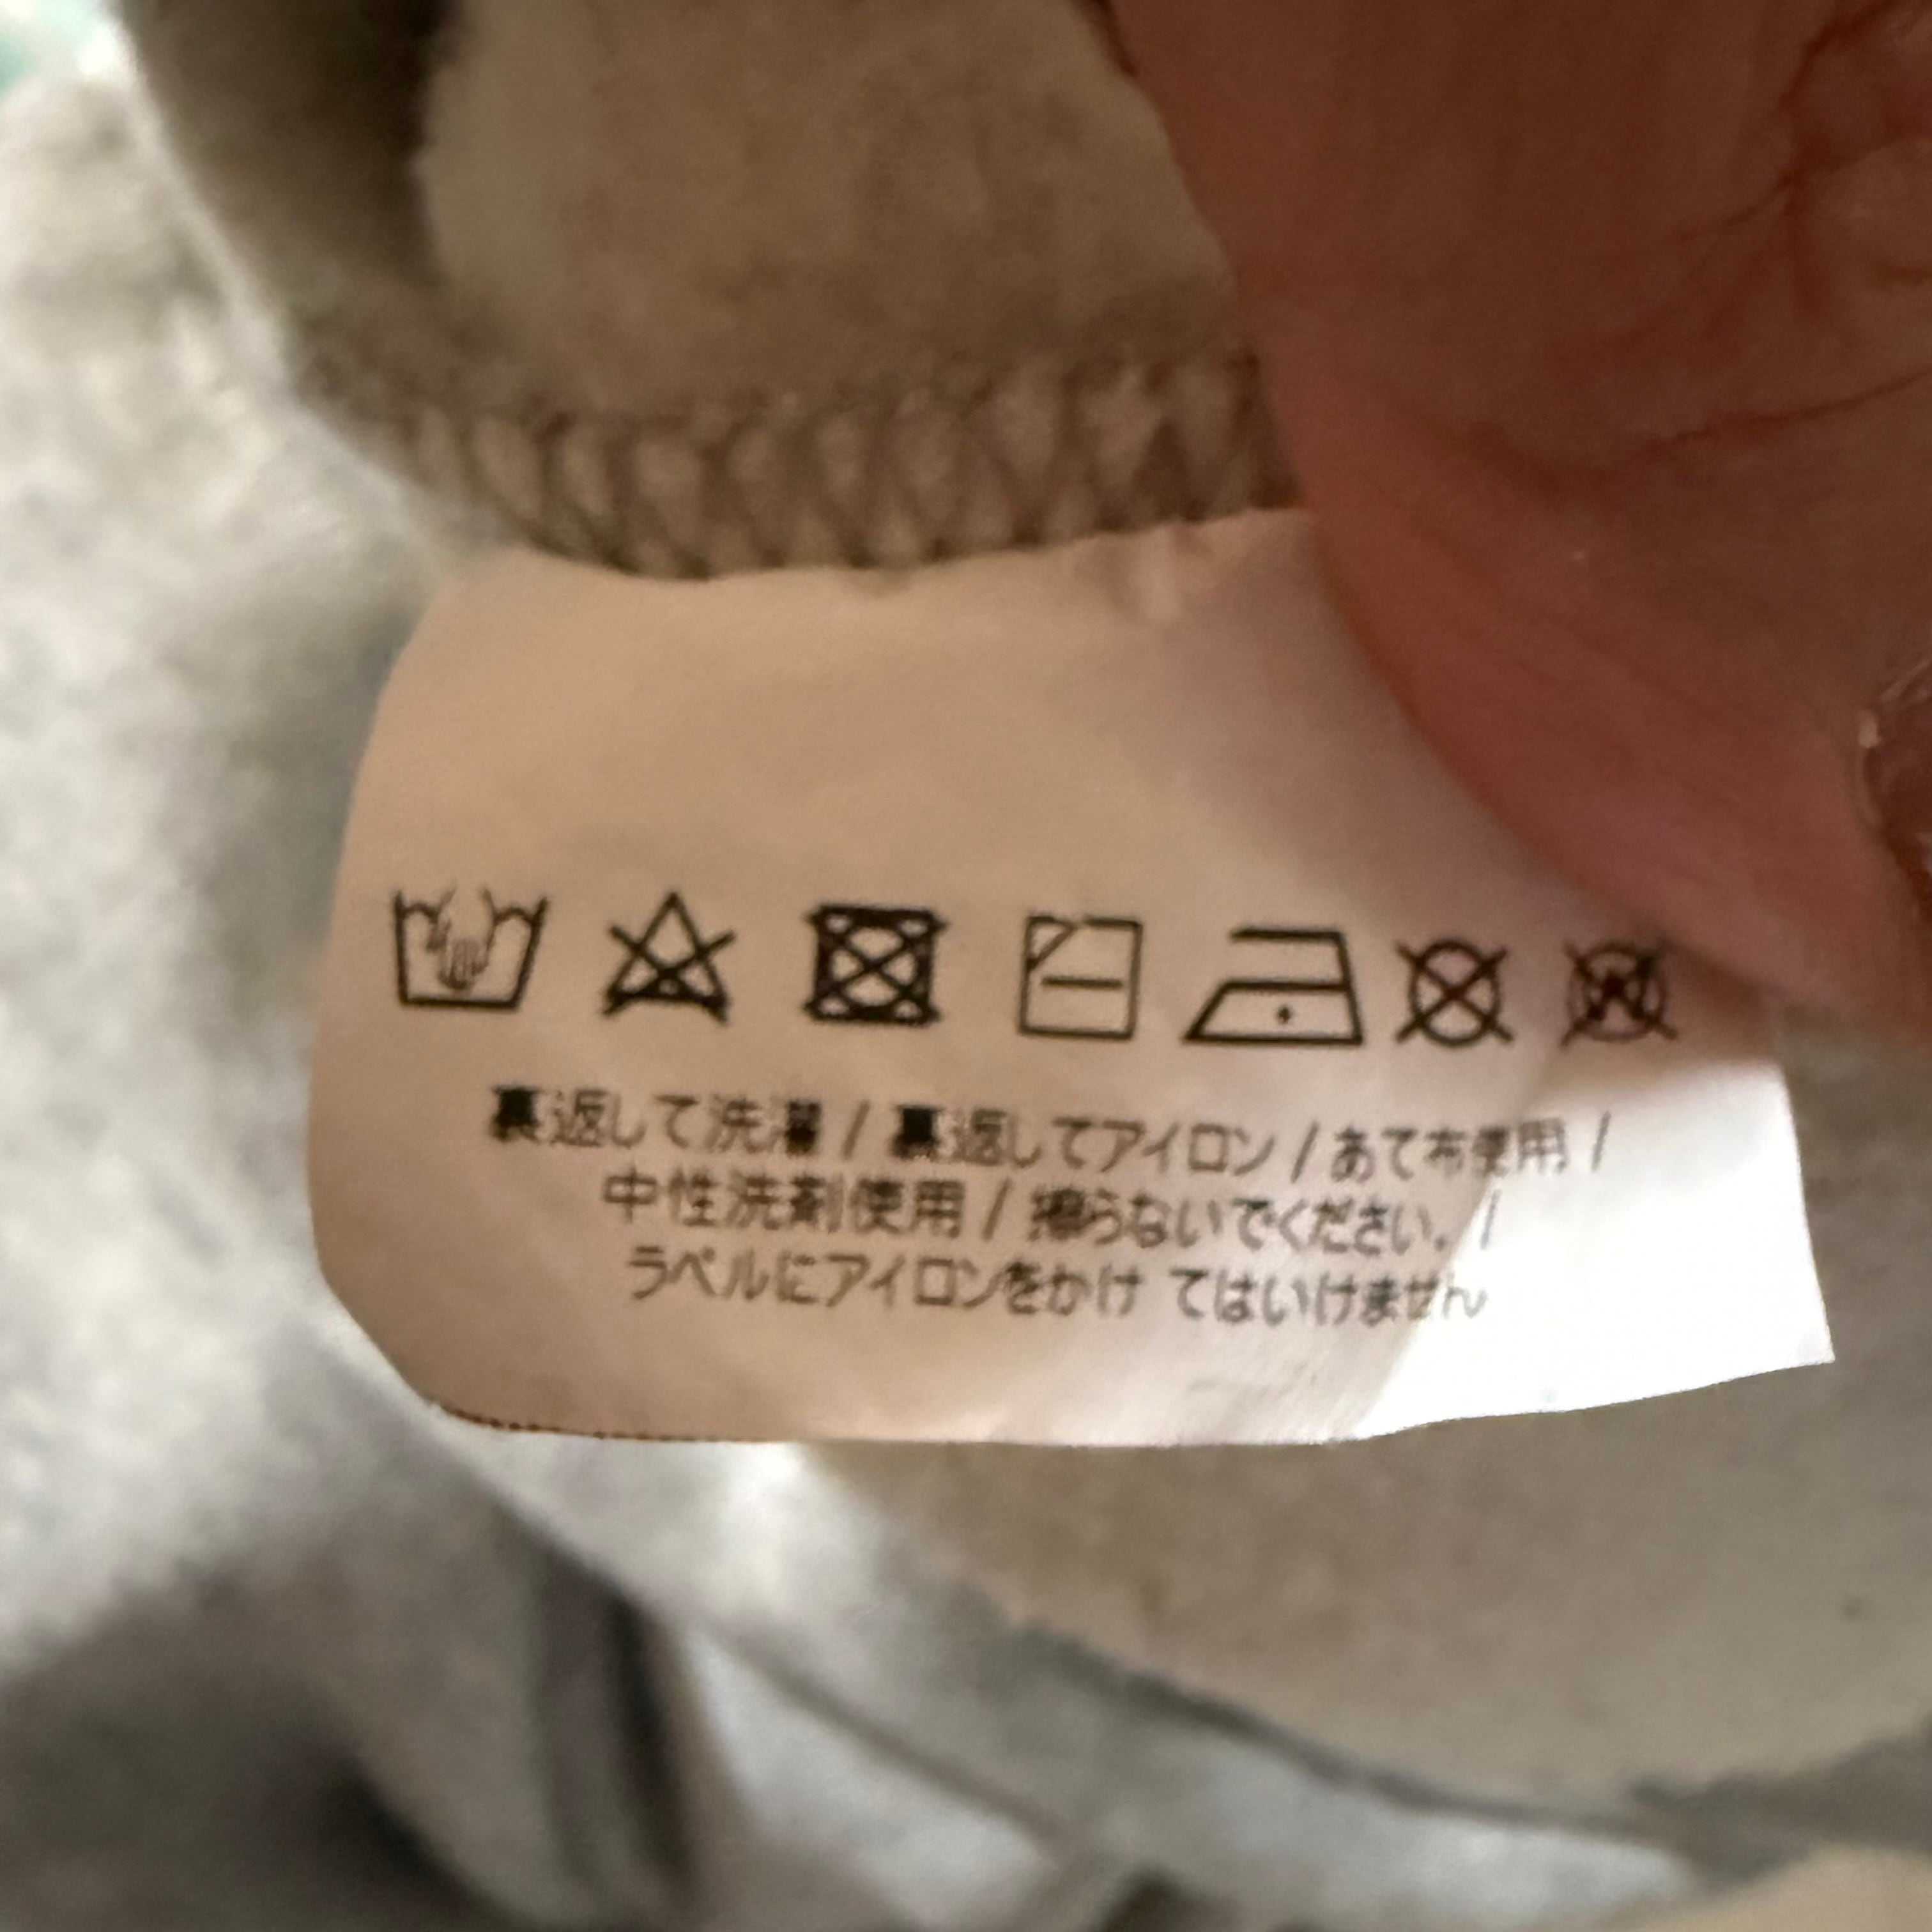 裏返して洗濯 / 裏返してアイロン / あて布使用 /
中性洗剤使用 / 擦らないでください. /
ラベルにアイロンをかけ てはいけません